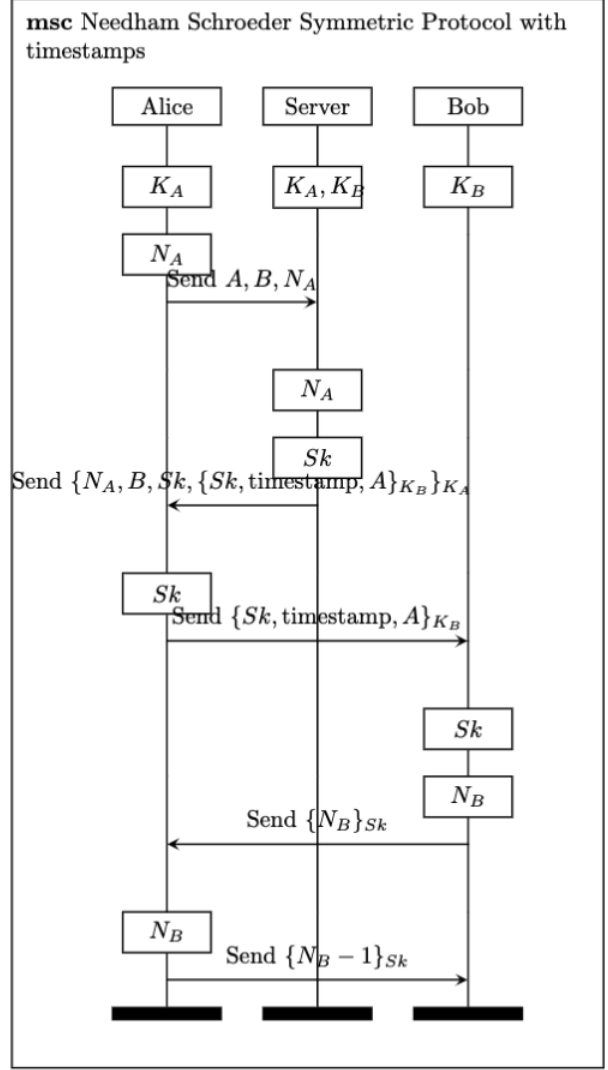 msc Needham Schroeder Symmetric Protocol with
timestamps
Alice Server Bob
K_A K_A, K_B K_B
N_A
Send A, B, N_A
N_A
Sk
Send {N_A, B, Sk, {Sk, timestamp, A}_{K_B}}_{K_A}
Sk
Send {Sk, timestamp, A}_{K_B}
Sk
N_B
Send {N_B}_{Sk}
N_B
Send {N_B − 1}_{Sk}